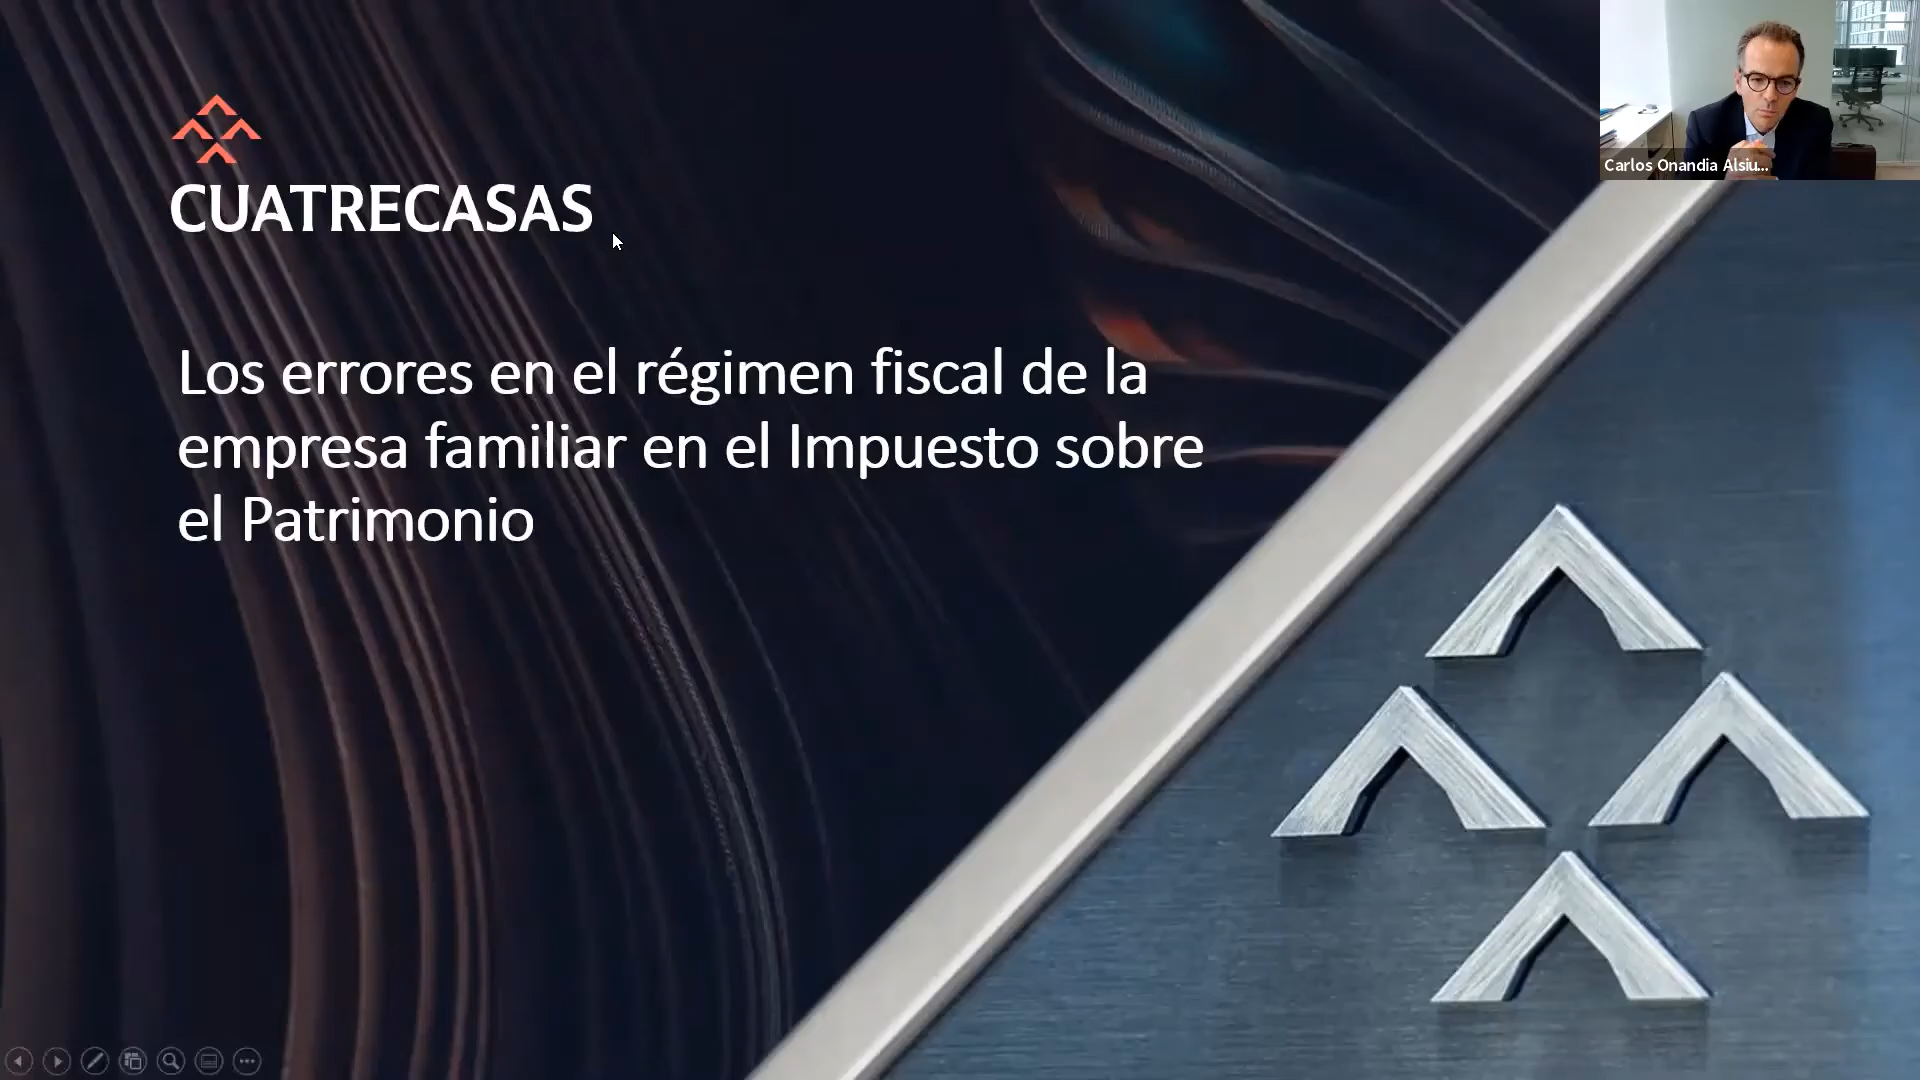 CUATRECASAS
Los errores en el régimen fiscal de la
empresa familiar en el Impuesto sobre
el Patrimonio
Carlos Onandia Alsiu...